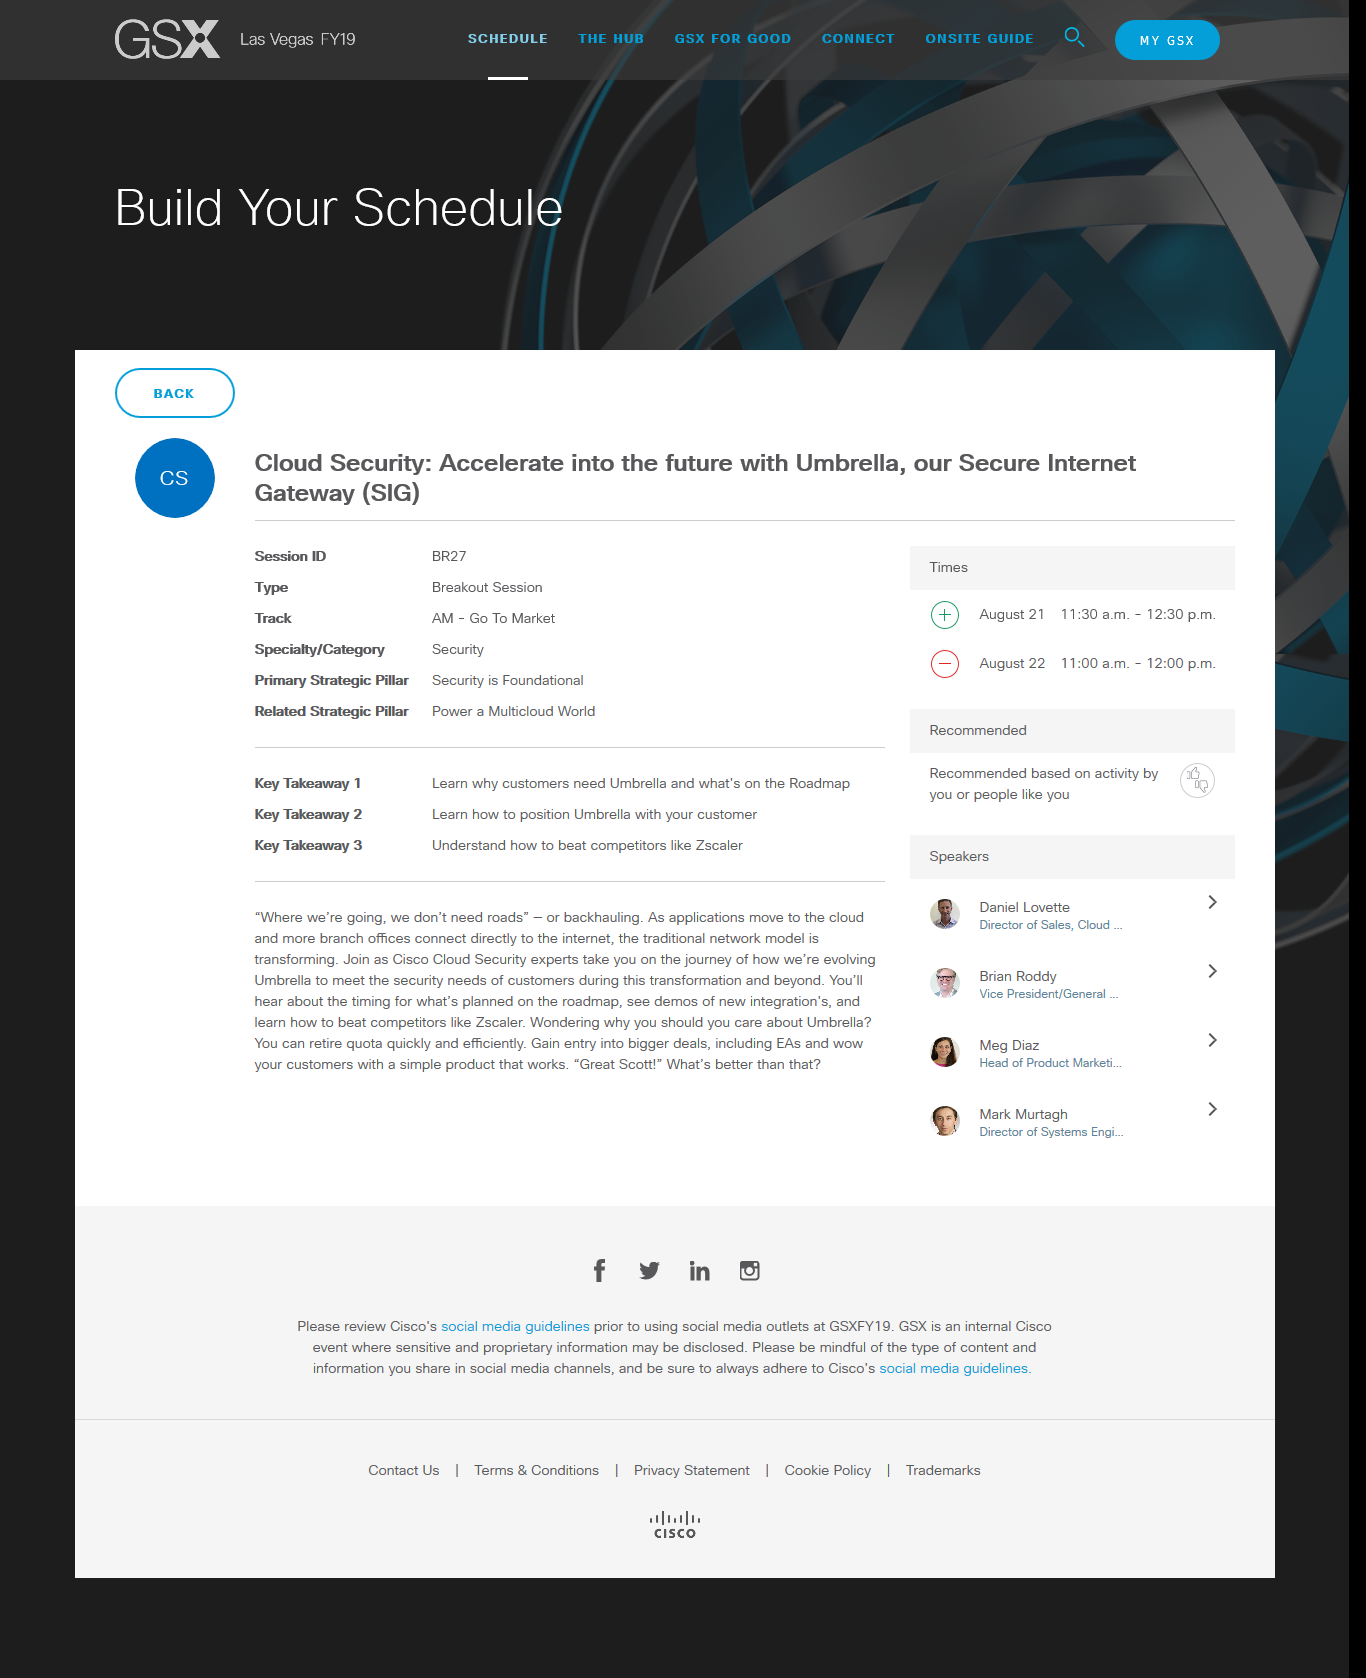 GSX Las Vegas FY19
SCHEDULE THE HUB GSX FOR GOOD CONNECT ONSITE GUIDE MY GSX
Build Your Schedule
BACK
CS
Cloud Security: Accelerate into the future with Umbrella, our Secure Internet
Gateway (SIG)
Session ID BR27
Type Breakout Session
Track AM - Go To Market
Specialty/Category Security
Primary Strategic Pillar Security is Foundational
Related Strategic Pillar Power a Multicloud World
Key Takeaway 1 Learn why customers need Umbrella and what's on the Roadmap
Key Takeaway 2 Learn how to position Umbrella with your customer
Key Takeaway 3 Understand how to beat competitors like Zscaler
“Where we’re going, we don’t need roads” – or backhauling. As applications move to the cloud
and more branch offices connect directly to the internet, the traditional network model is
transforming. Join as Cisco Cloud Security experts take you on the journey of how we’re evolving
Umbrella to meet the security needs of customers during this transformation and beyond. You’ll
hear about the timing for what’s planned on the roadmap, see demos of new integration's, and
learn how to beat competitors like Zscaler. Wondering why you should you care about Umbrella?
You can retire quota quickly and efficiently. Gain entry into bigger deals, including EAs and wow
your customers with a simple product that works. “Great Scott!” What’s better than that?
Times
August 21 11:30 a.m. - 12:30 p.m.
August 22 11:00 a.m. - 12:00 p.m.
Recommended
Recommended based on activity by
you or people like you
Speakers
Daniel Lovette
Director of Sales, Cloud ...
Brian Roddy
Vice President/General ...
Meg Diaz
Head of Product Marketi...
Mark Murtagh
Director of Systems Engi...
Please review Cisco's social media guidelines prior to using social media outlets at GSXFY19. GSX is an internal Cisco
event where sensitive and proprietary information may be disclosed. Please be mindful of the type of content and
information you share in social media channels, and be sure to always adhere to Cisco's social media guidelines.
Contact Us | Terms & Conditions | Privacy Statement | Cookie Policy | Trademarks
CISCO